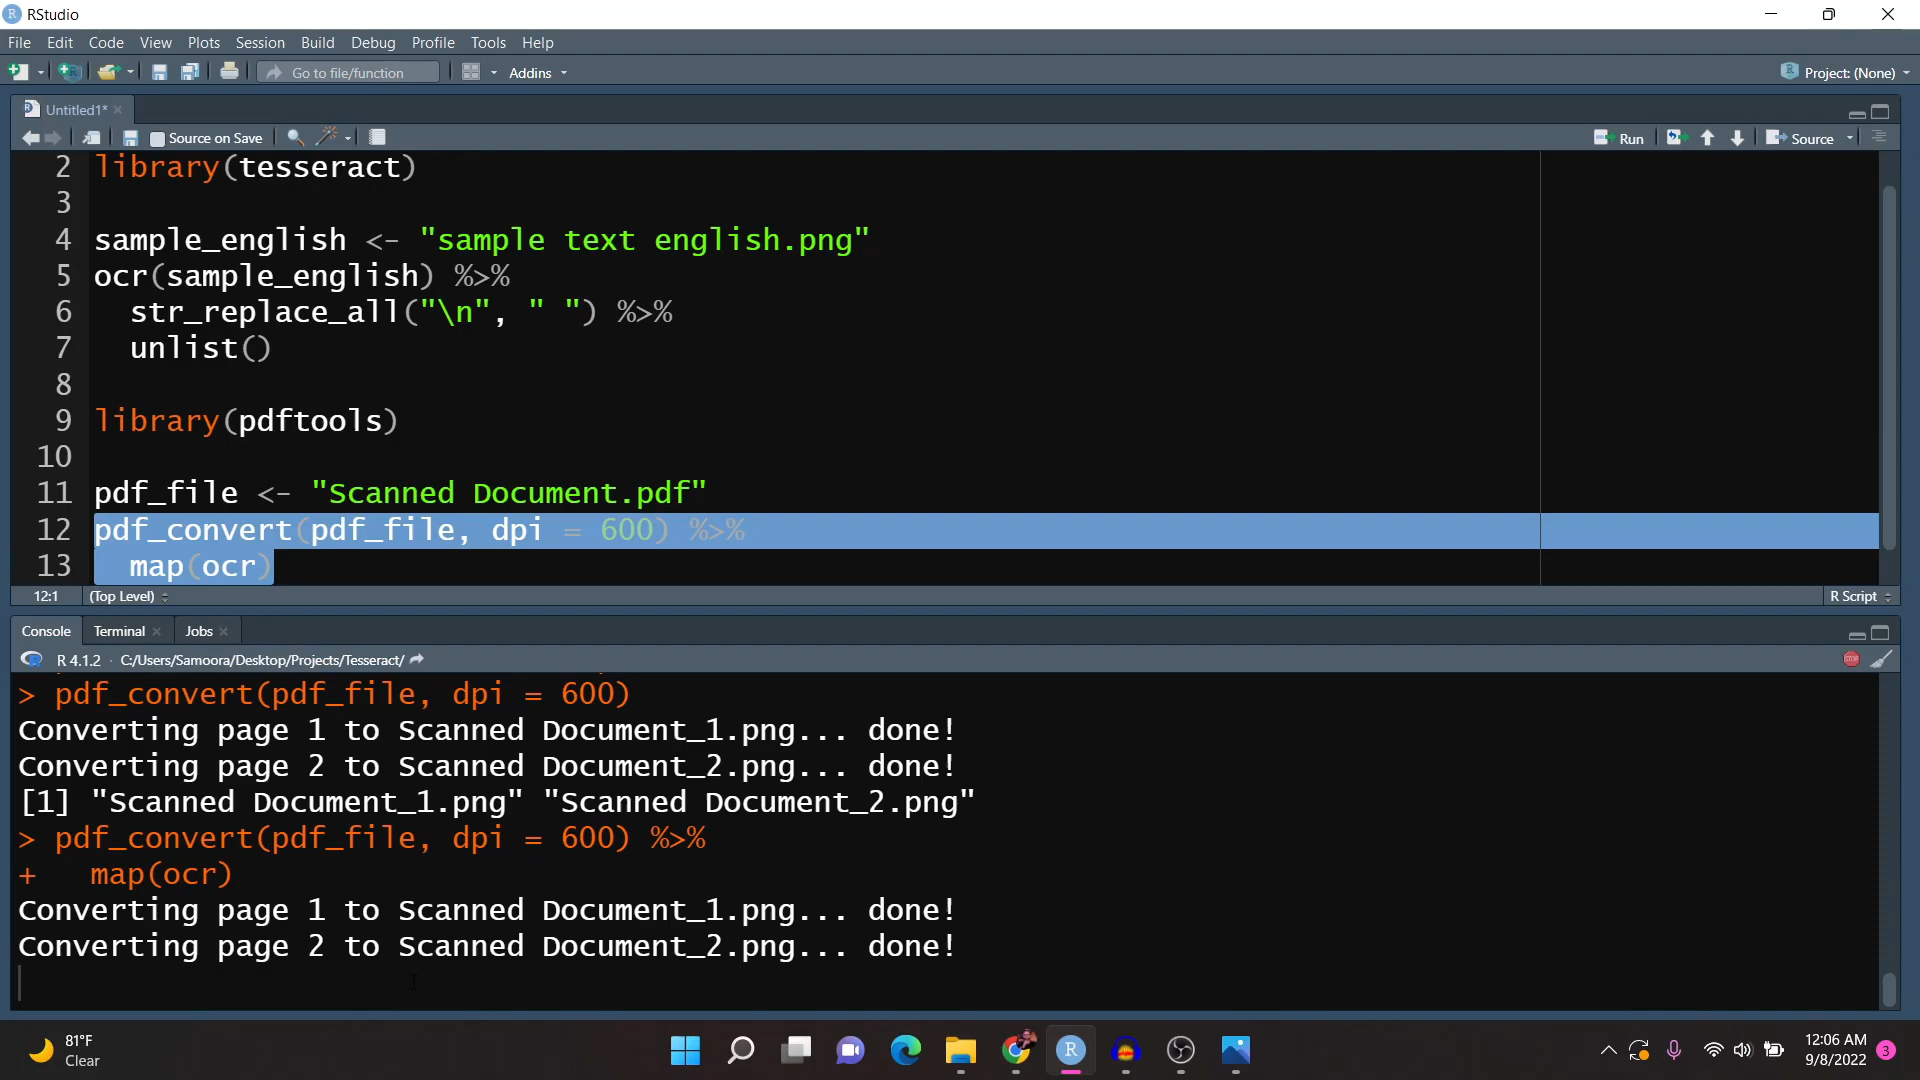 RStudio
File Edit Code View Plots Session Build Debug Profile Tools Help
Go to file/function Addins Project: (None)
Untitled1*
Source on Save Run Source
2 library(tesseract)
3
4 sample_english <- "sample text english.png"
5 ocr(sample_english) %>%
6 str_replace_all("\n", " ") %>%
7 unlist()
8
9 library(pdftools)
10
11 pdf_file <- "Scanned Document.pdf"
12 pdf_convert(pdf_file, dpi = 600) %>%
13 map(ocr)
12:1 (Top Level) R Script
Console Terminal Jobs
R 4.1.2 · C:/Users/Samoora/Desktop/Projects/Tesseract/ STOP
> pdf_convert(pdf_file, dpi = 600)
Converting page 1 to Scanned Document_1.png... done!
Converting page 2 to Scanned Document_2.png... done!
[1] "Scanned Document_1.png" "Scanned Document_2.png"
> pdf_convert(pdf_file, dpi = 600) %>%
+ map(ocr)
Converting page 1 to Scanned Document_1.png... done!
Converting page 2 to Scanned Document_2.png... done!
81°F
Clear
12:06 AM
9/8/2022 3